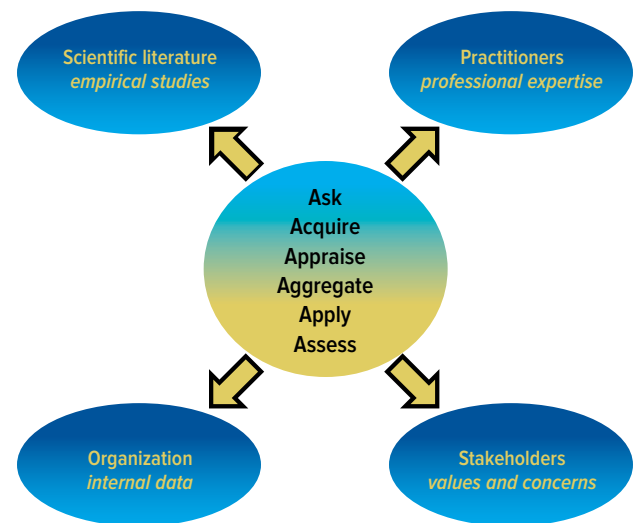 Scientific literature
empirical studies
Practitioners
professional expertise
Ask
Acquire
Appraise
Aggregate
Apply
Assess
Organization
internal data
Stakeholders
values and concerns